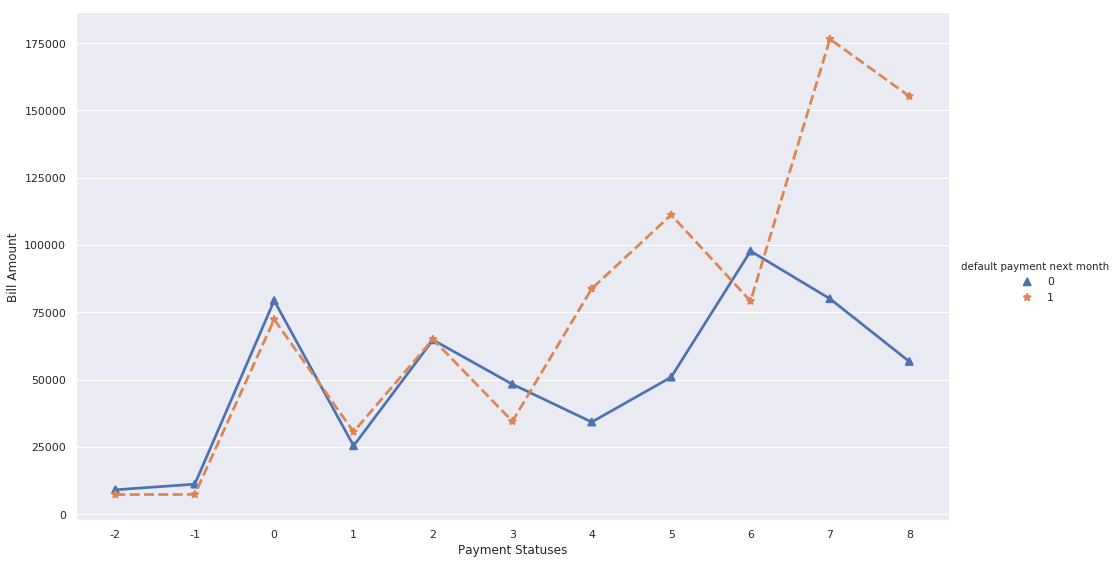 175000
150000
125000
100000
75000
50000
25000
0
Bill Amount
-2 -1 0 1 2 3 4 5 6 7 8
Payment Statuses
default payment next month
0
1